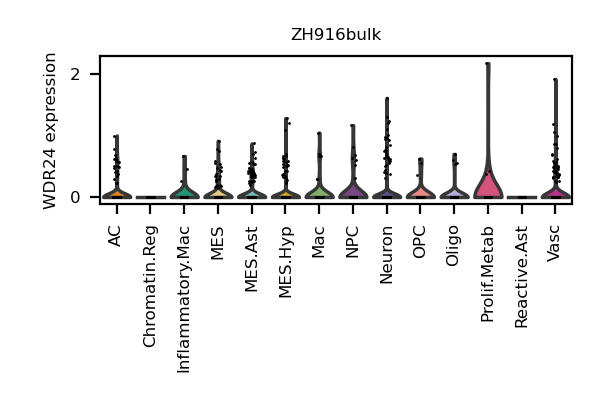 ZH916bulk
WDR24 expression
2
0
AC
Chromatin.Reg
Inflammatory.Mac
MES
MES.Ast
MES.Hyp
Mac
NPC
Neuron
OPC
Oligo
Prolif.Metab
Reactive.Ast
Vasc